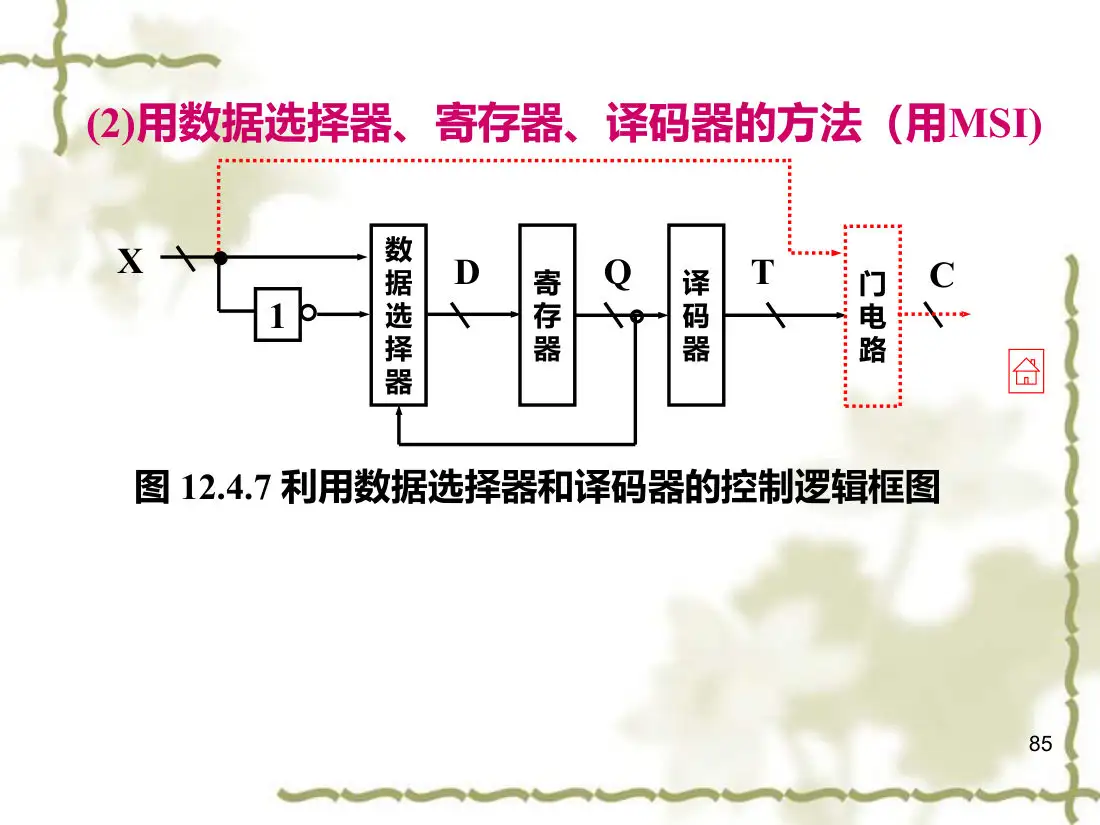 (2)用数据选择器、寄存器、译码器的方法（用MSI)
X
1
数据选择器
D
寄存器
Q
译码器
T
门电路
C
图 12.4.7 利用数据选择器和译码器的控制逻辑框图
85